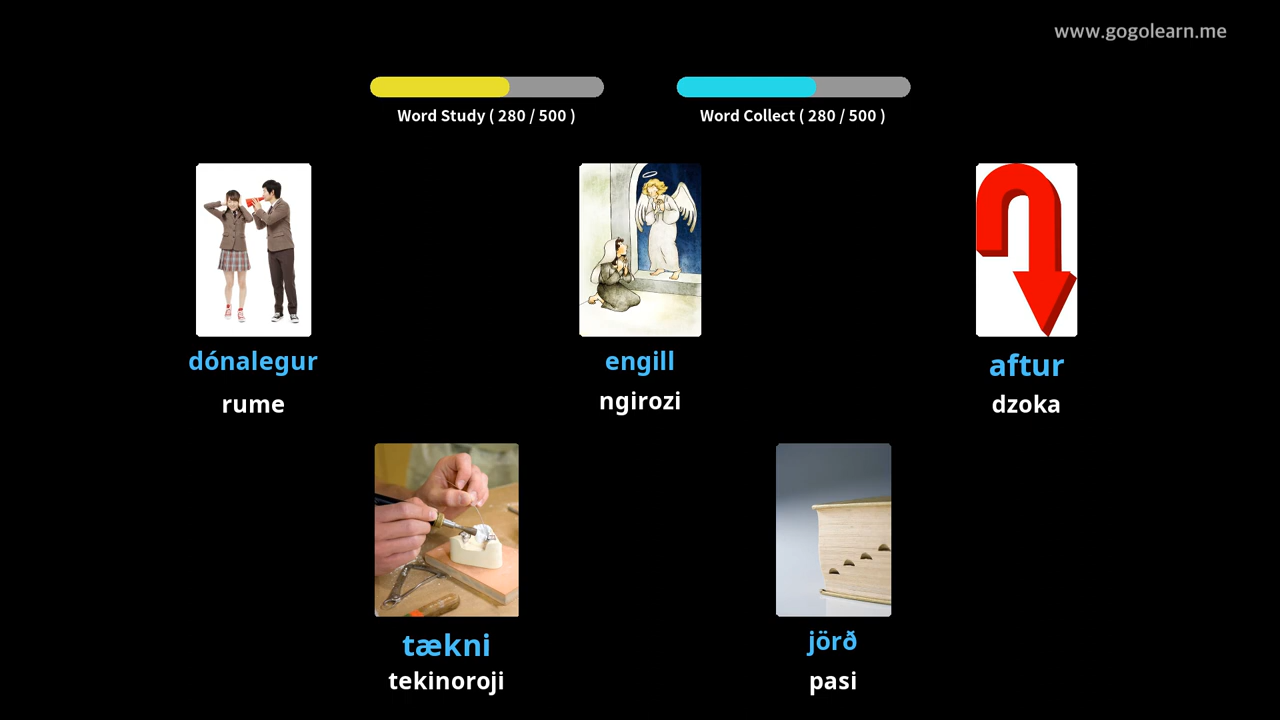 www.gogolearn.me
Word Study ( 280 / 500 )
Word Collect ( 280 / 500 )
dónalegur
rume
engill
ngirozi
aftur
dzoka
tækni
tekinoroji
jörð
pasi